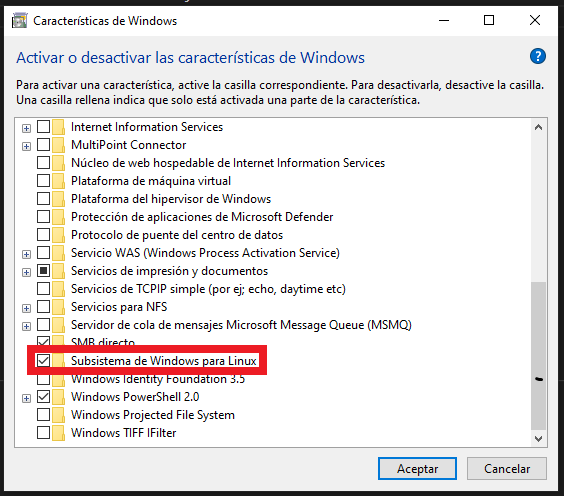 Características de Windows
Activar o desactivar las características de Windows
?
Para activar una característica, active la casilla correspondiente. Para desactivarla, desactive la casilla.
Una casilla rellena indica que solo está activada una parte de la característica.
Internet Information Services
MultiPoint Connector
Núcleo de web hospedable de Internet Information Services
Plataforma de máquina virtual
Plataforma del hipervisor de Windows
Protección de aplicaciones de Microsoft Defender
Protocolo de puente del centro de datos
Servicio WAS (Windows Process Activation Service)
Servicios de impresión y documentos
Servicios de TCPIP simple (por ej; echo, daytime etc)
Servicios para NFS
Servidor de cola de mensajes Microsoft Message Queue (MSMQ)
SMB directo
Subsistema de Windows para Linux
Windows Identity Foundation 3.5
Windows PowerShell 2.0
Windows Projected File System
Windows TIFF IFilter
Aceptar
Cancelar